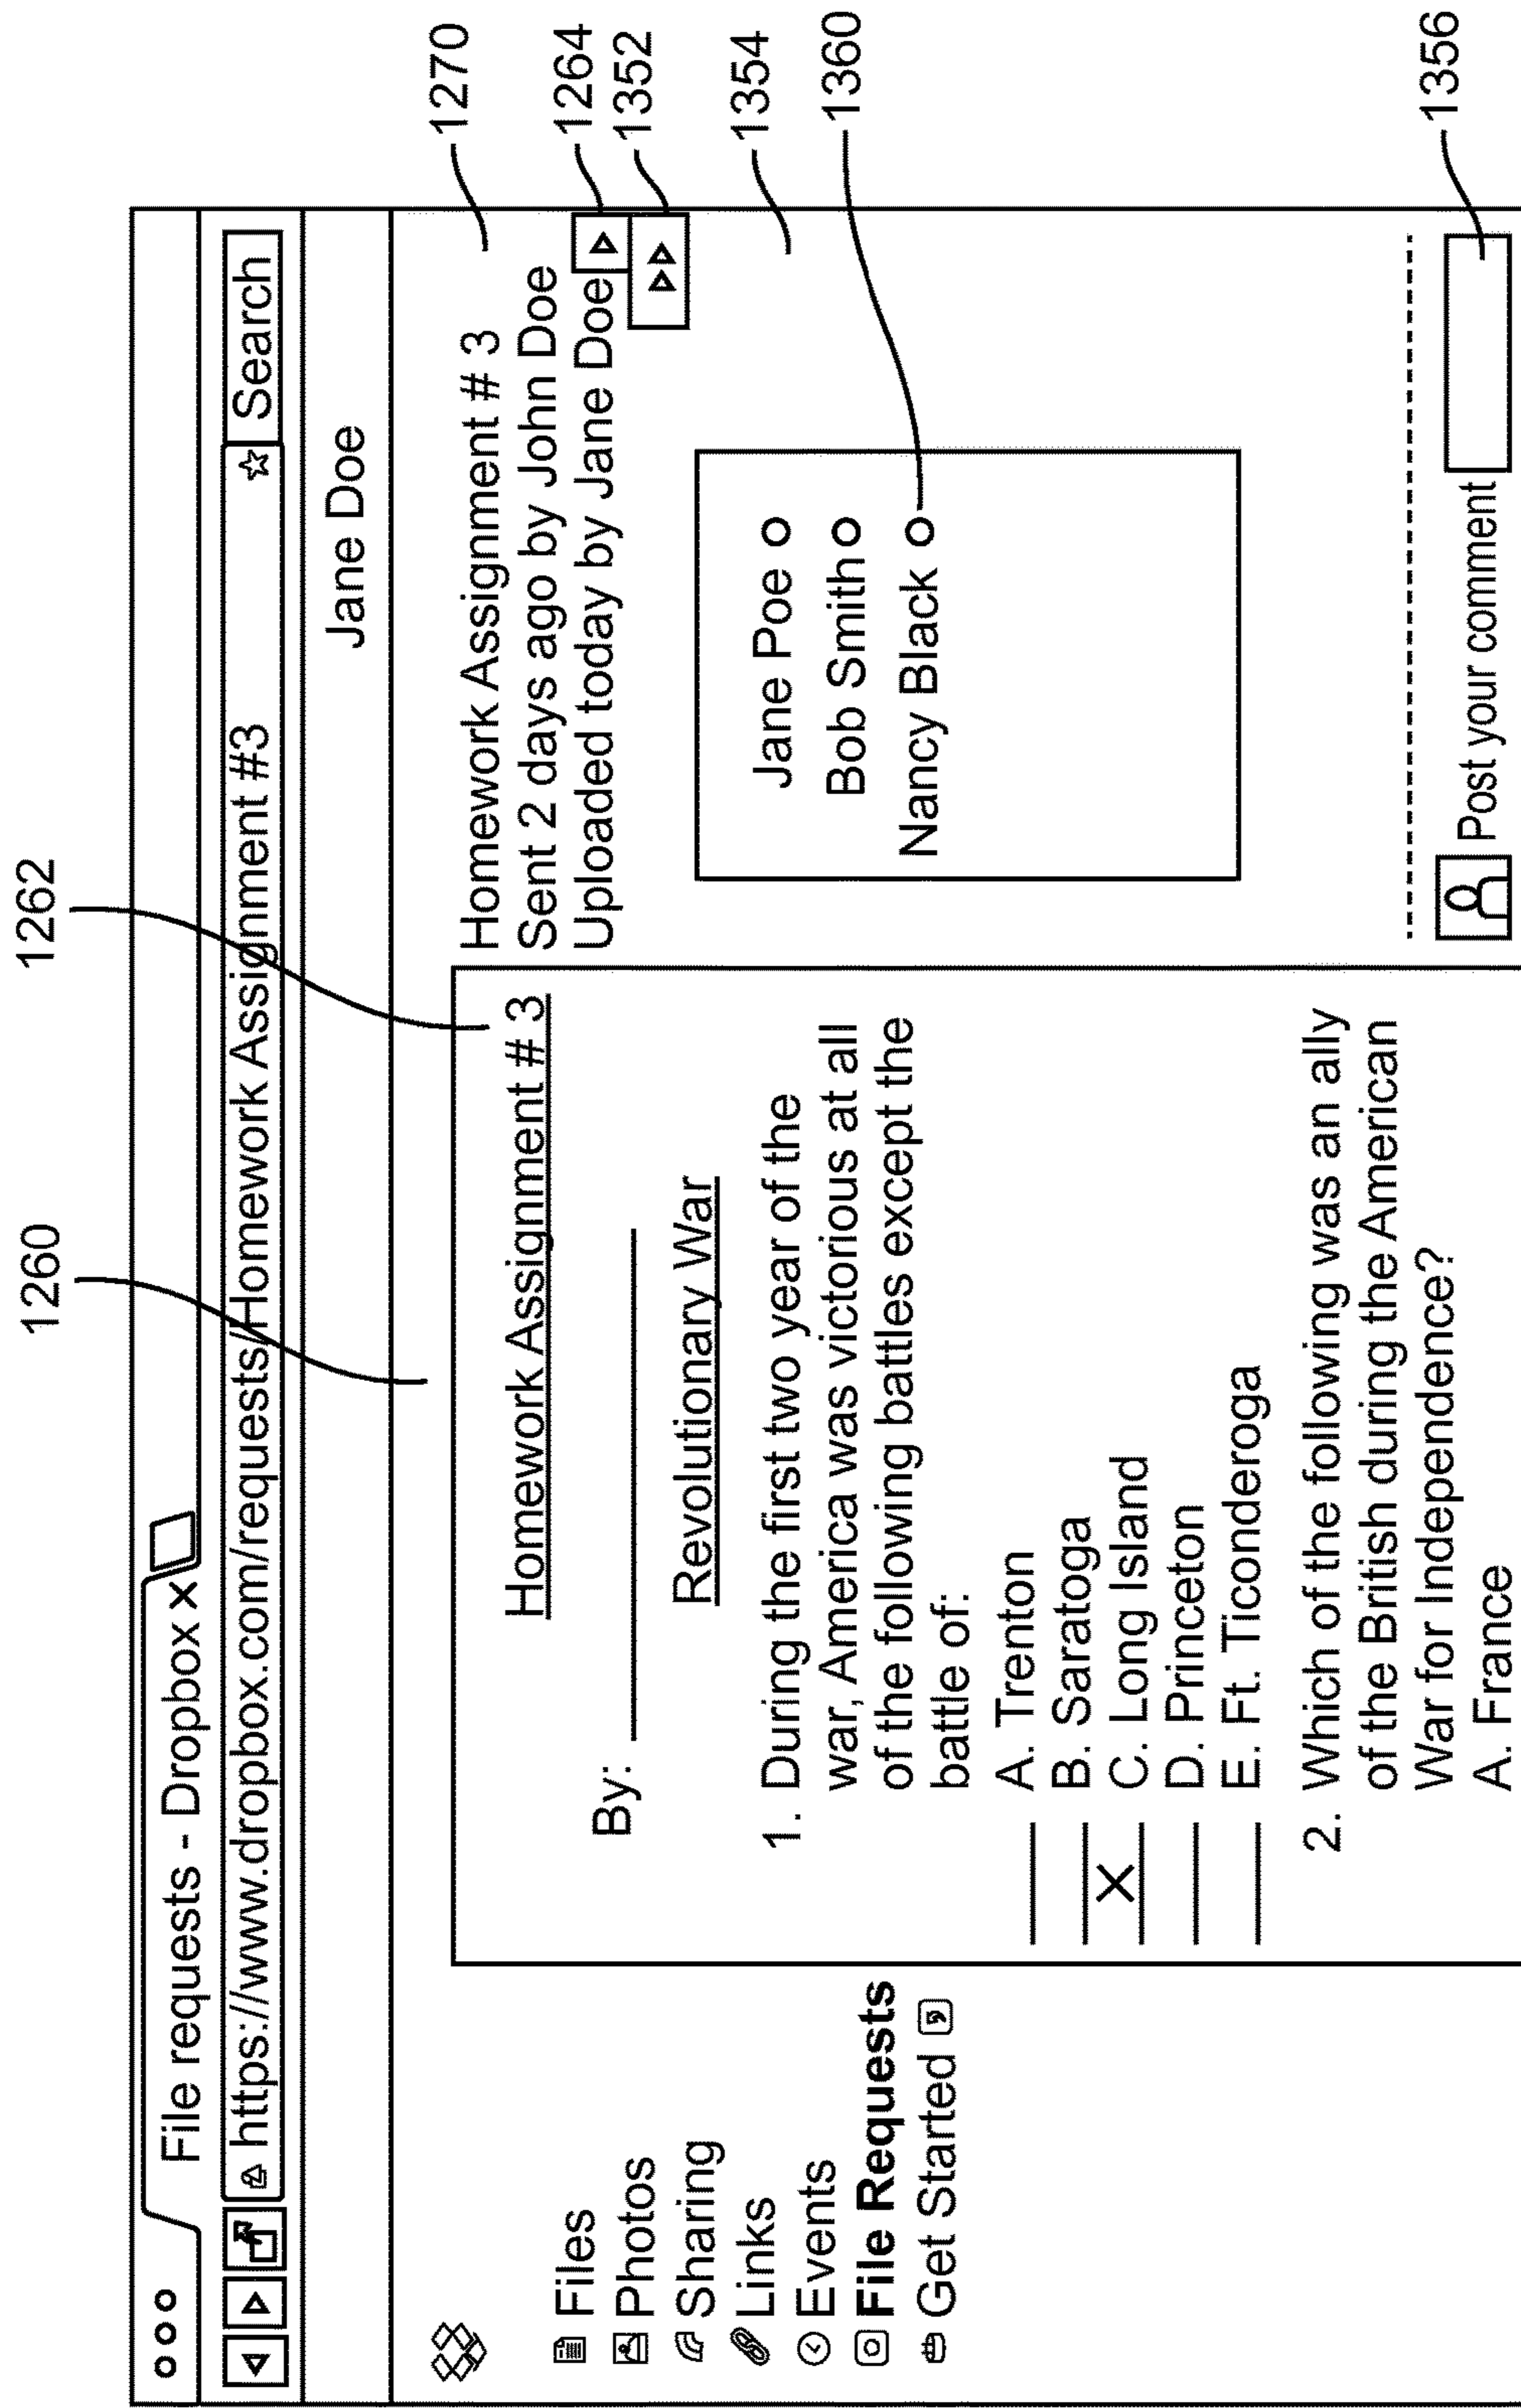 1260
1262
File requests - Dropbox X
https://www.dropbox.com/requests/Homework Assignment #3
Search
Jane Doe
Files
Photos
Sharing
Links
Events
File Requests
Get Started
Homework Assignment # 3
By:
Revolutionary War
1. During the first two year of the
war, America was victorious at all
of the following battles except the
battle of:
A. Trenton
B. Saratoga
X C. Long Island
D. Princeton
E. Ft. Ticonderoga
2. Which of the following was an ally
of the British during the American
War for Independence?
A. France
Homework Assignment # 3
Sent 2 days ago by John Doe
Uploaded today by Jane Doe
Jane Poe
Bob Smith
Nancy Black
Post your comment
1270
1264
1352
1354
1360
1356